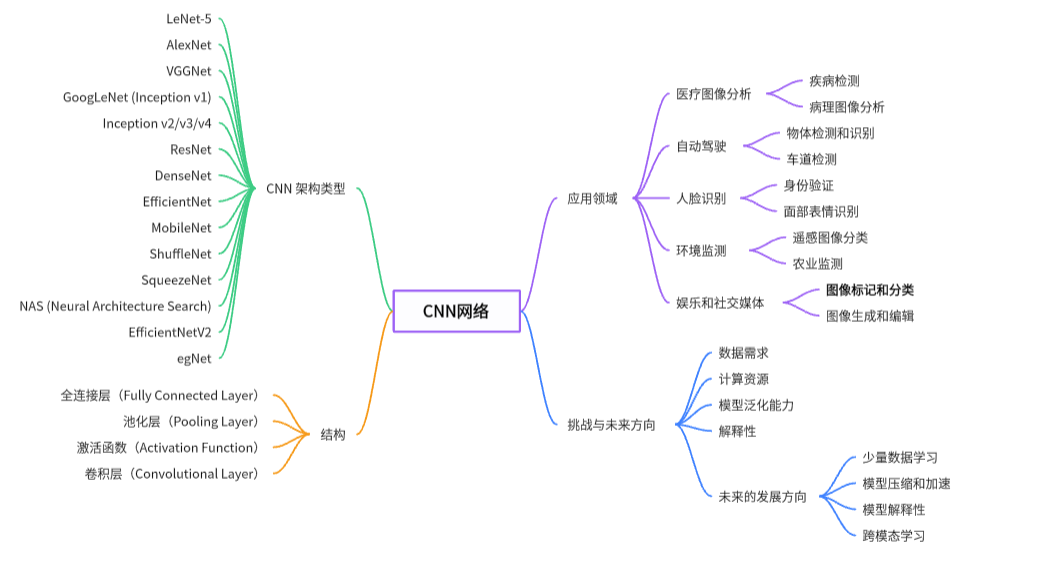 CNN网络
CNN 架构类型
LeNet-5
AlexNet
VGGNet
GoogLeNet (Inception v1)
Inception v2/v3/v4
ResNet
DenseNet
EfficientNet
MobileNet
ShuffleNet
SqueezeNet
NAS (Neural Architecture Search)
EfficientNetV2
egNet
结构
全连接层（Fully Connected Layer）
池化层（Pooling Layer）
激活函数（Activation Function）
卷积层（Convolutional Layer）
应用领域
医疗图像分析
疾病检测
病理图像分析
自动驾驶
物体检测和识别
车道检测
人脸识别
身份验证
面部表情识别
环境监测
遥感图像分类
农业监测
娱乐和社交媒体
图像标记和分类
图像生成和编辑
挑战与未来方向
数据需求
计算资源
模型泛化能力
解释性
未来的发展方向
少量数据学习
模型压缩和加速
模型解释性
跨模态学习